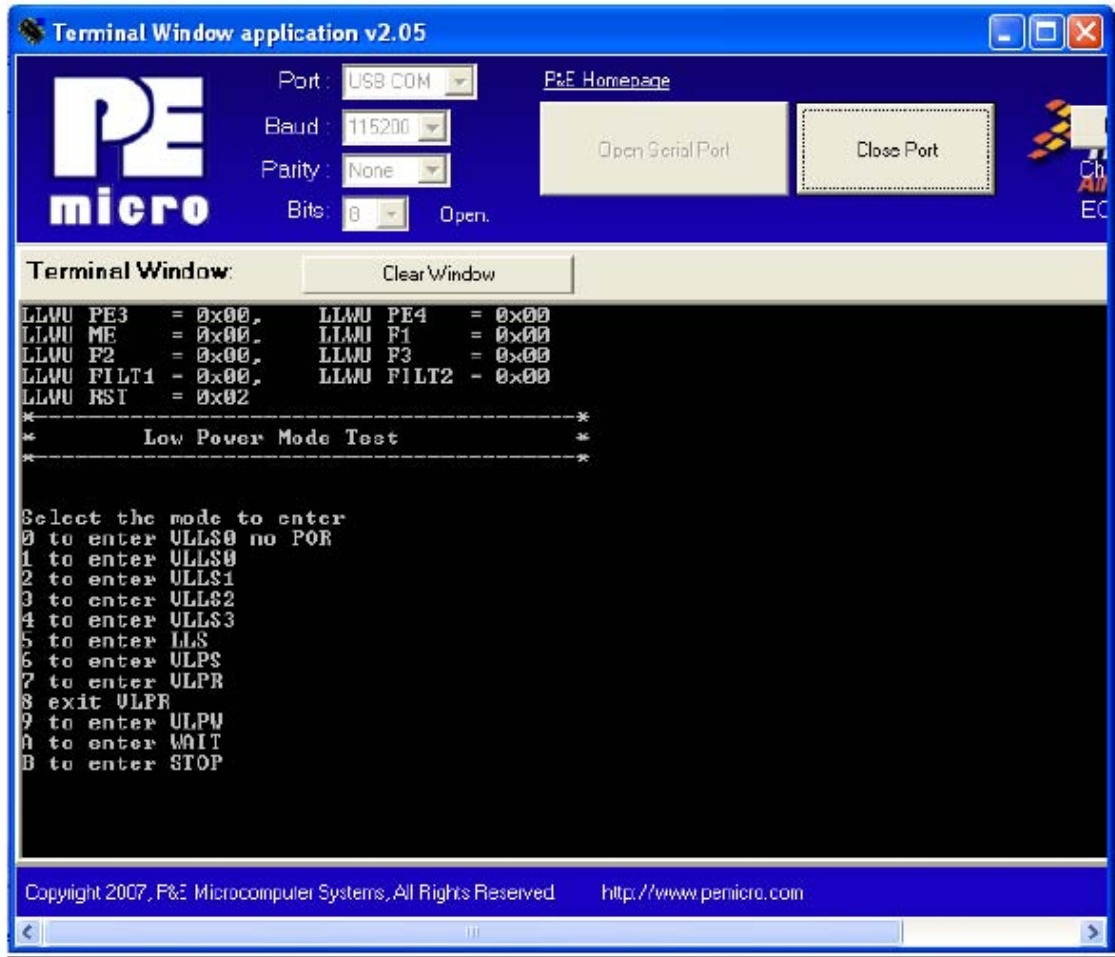 Terminal Window application v2.05
PE
micro
Port: USB COM
Baud: 115200
Parity: None
Bits: 8 Open.
P&E Homepage
Open Serial Port
Close Port
Terminal Window:
Clear Window
LLWU PE3 = 0x00, LLWU PE4 = 0x00
LLWU ME = 0x00, LLWU F1 = 0x00
LLWU F2 = 0x00, LLWU F3 = 0x00
LLWU FILT1 = 0x00, LLWU FILT2 = 0x00
LLWU RST = 0x02
*---------------------------------------------*
* Low Power Mode Test *
*---------------------------------------------*
Select the mode to enter
0 to enter VLLS0 no POR
1 to enter VLLS0
2 to enter VLLS1
3 to enter VLLS2
4 to enter VLLS3
5 to enter LLS
6 to enter VLPS
7 to enter VLPR
8 exit VLPR
9 to enter VLPW
A to enter WAIT
B to enter STOP
Copyright 2007, P&E Microcomputer Systems, All Rights Reserved. http://www.pemicro.com